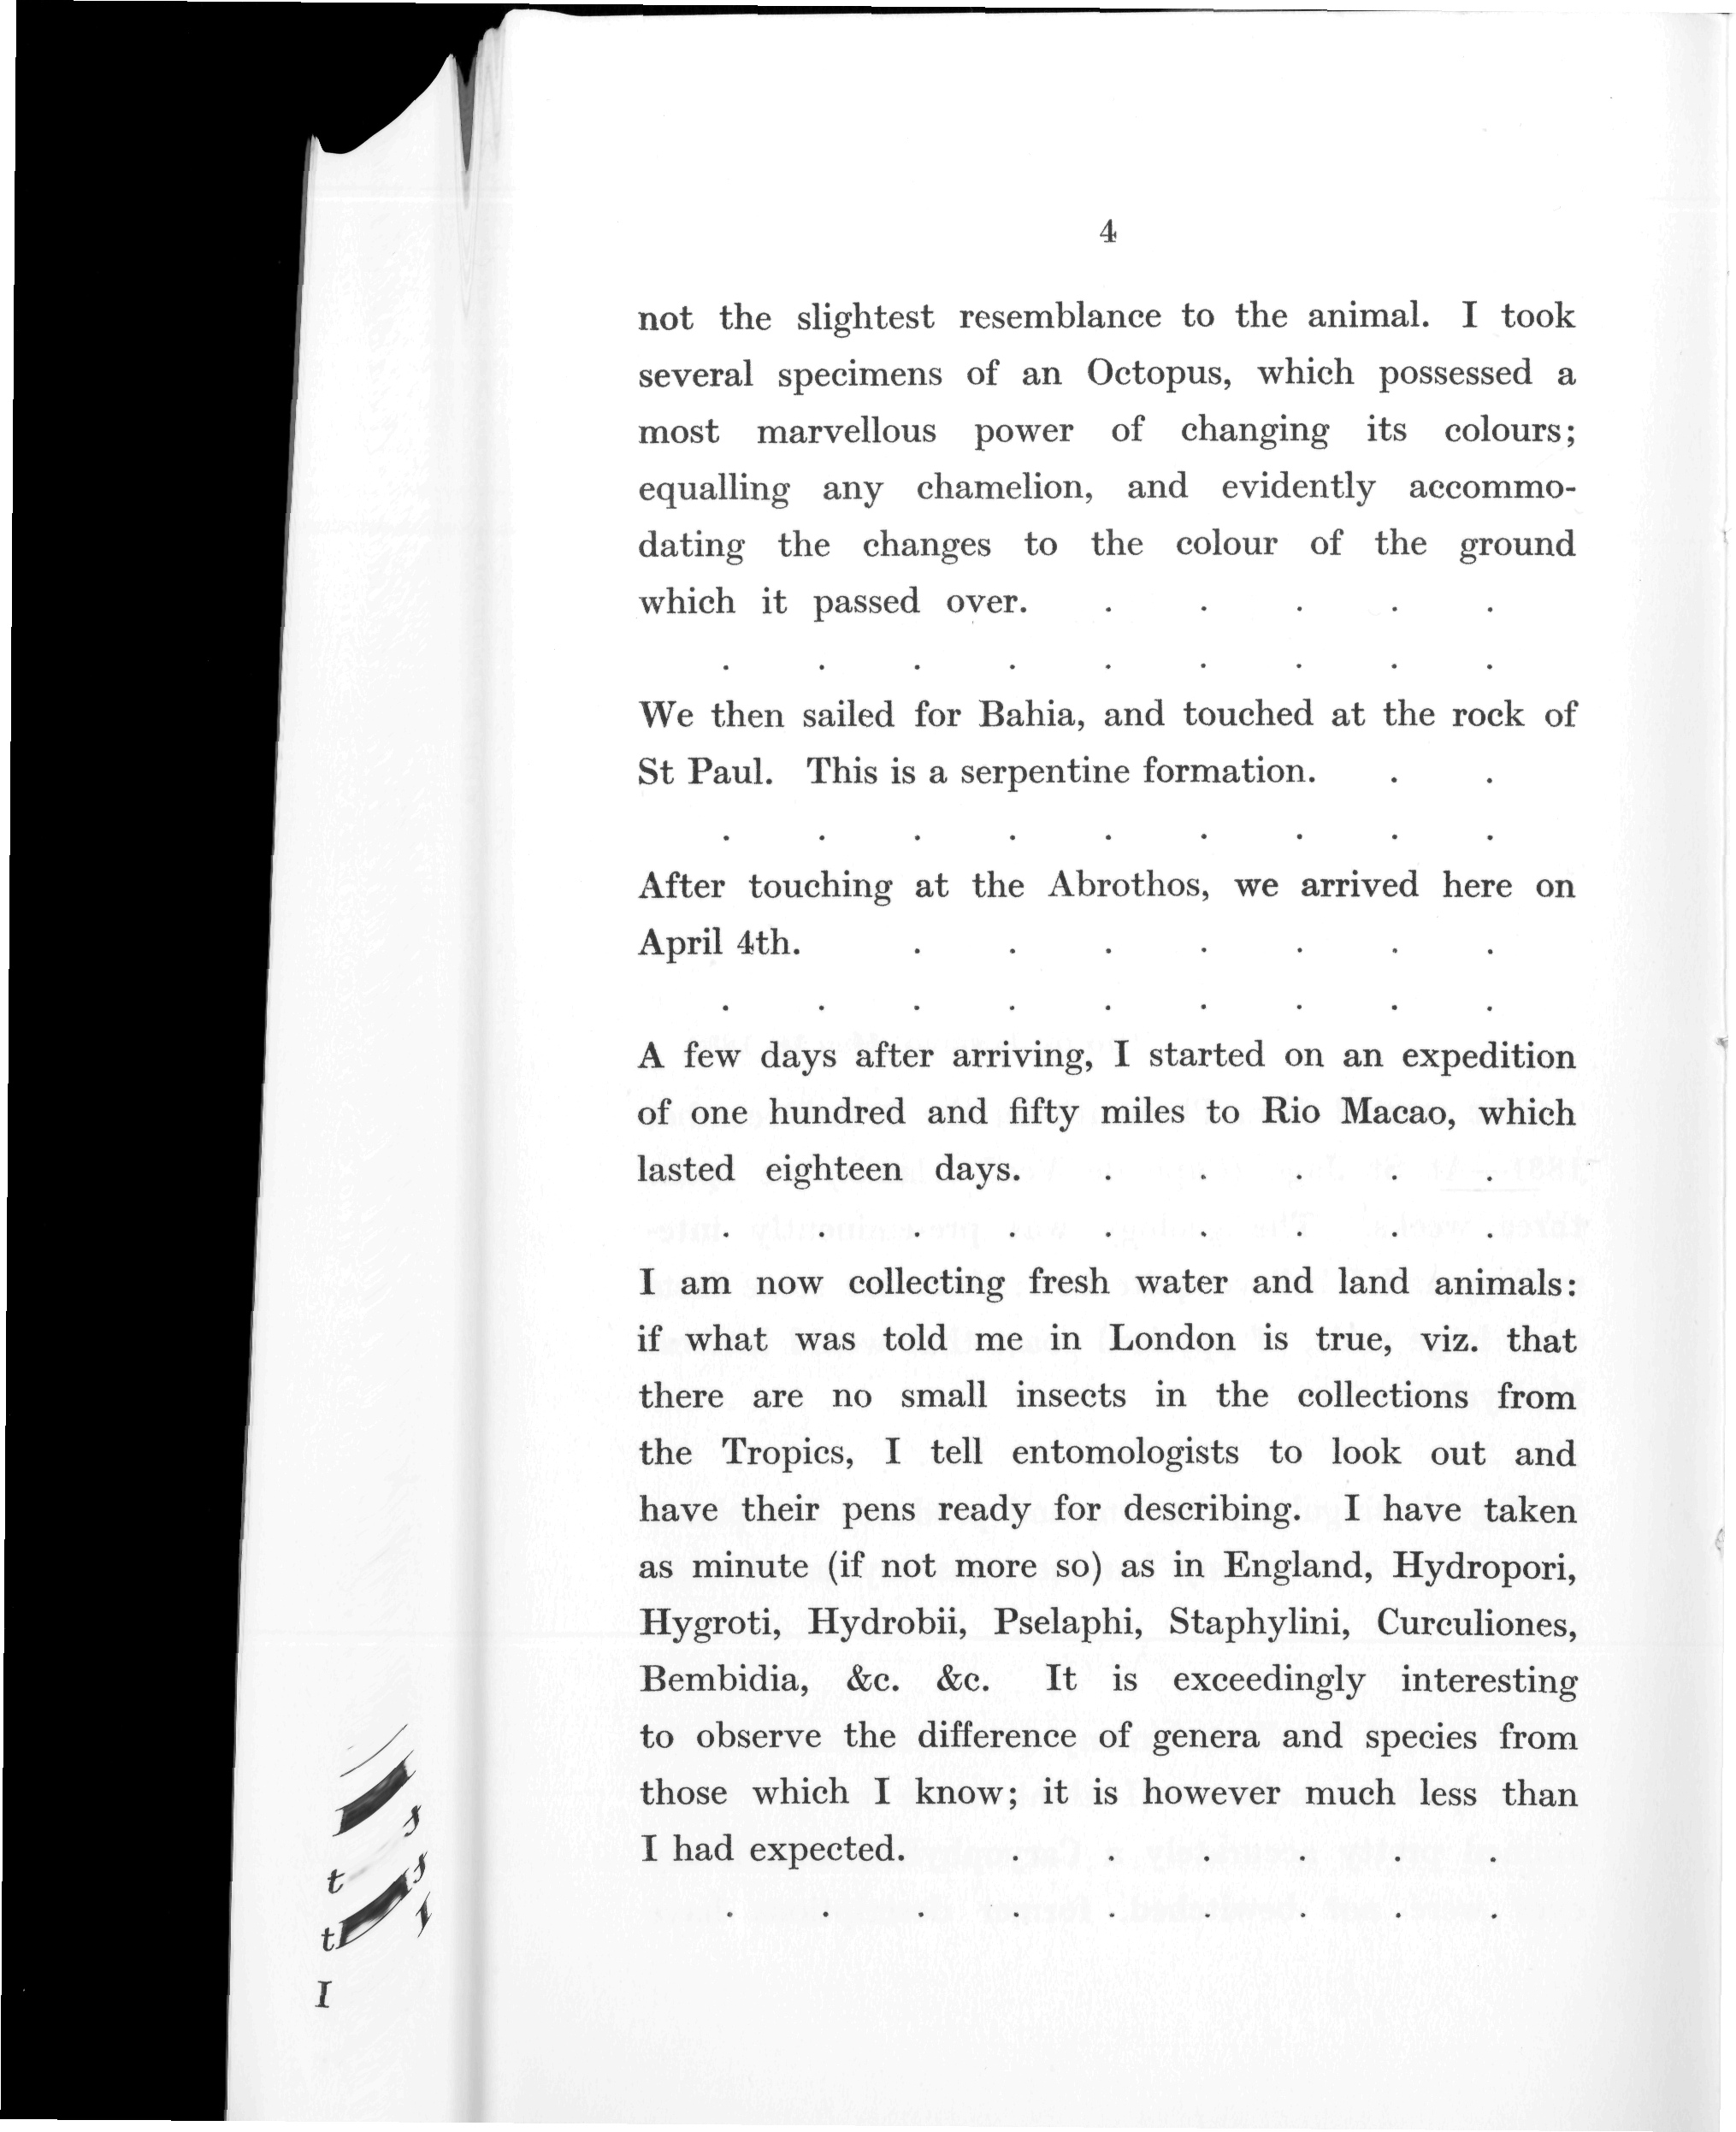 4
not the slightest resemblance to the animal. I took
several specimens of an Octopus, which possessed a
most marvellous power of changing its colours;
equalling any chamelion, and evidently accommo-
dating the changes to the colour of the ground
which it passed over. . . . . .
. . . . . . . . .
We then sailed for Bahia, and touched at the rock of
St Paul. This is a serpentine formation. . .
. . . . . . . . .
After touching at the Abrothos, we arrived here on
April 4th. . . . . . . .
. . . . . . . . .
A few days after arriving, I started on an expedition
of one hundred and fifty miles to Rio Macao, which
lasted eighteen days. . . . . .
. . . . . . . . .
I am now collecting fresh water and land animals:
if what was told me in London is true, viz. that
there are no small insects in the collections from
the Tropics, I tell entomologists to look out and
have their pens ready for describing. I have taken
as minute (if not more so) as in England, Hydropori,
Hygroti, Hydrobii, Pselaphi, Staphylini, Curculiones,
Bembidia, &c. &c. It is exceedingly interesting
to observe the difference of genera and species from
those which I know; it is however much less than
I had expected. . . . . . .
. . . . . . . . .